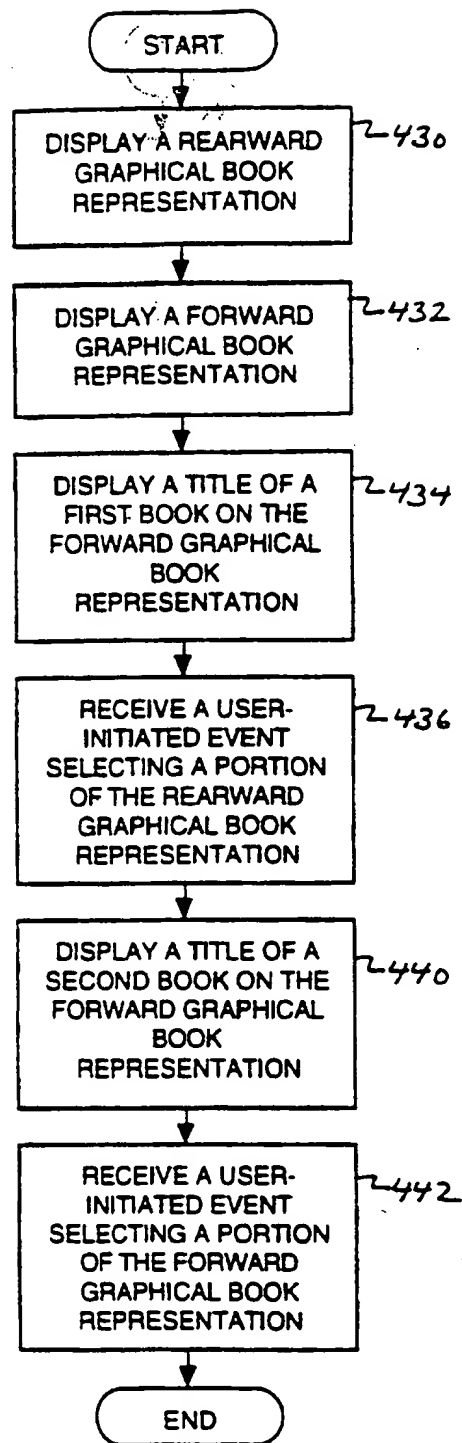 START
DISPLAY A REARWARD
GRAPHICAL BOOK
REPRESENTATION
430
DISPLAY A FORWARD
GRAPHICAL BOOK
REPRESENTATION
432
DISPLAY A TITLE OF A
FIRST BOOK ON THE
FORWARD GRAPHICAL
BOOK
REPRESENTATION
434
RECEIVE A USER-
INITIATED EVENT
SELECTING A PORTION
OF THE REARWARD
GRAPHICAL BOOK
REPRESENTATION
436
DISPLAY A TITLE OF A
SECOND BOOK ON THE
FORWARD GRAPHICAL
BOOK
REPRESENTATION
440
RECEIVE A USER-
INITIATED EVENT
SELECTING A PORTION
OF THE FORWARD
GRAPHICAL BOOK
REPRESENTATION
442
END